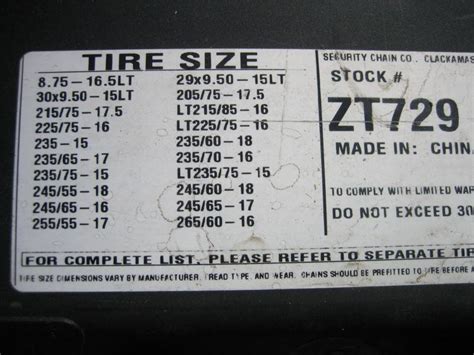 TIRE SIZE
8.75-16.5LT 29x9.50-15LT
30x9.50-15LT 205/75-17.5
215/75-17.5 LT215/85-16
225/75-16 LT225/75-16
235-15 235/60-18
235/65-17 235/70-16
235/75-15 LT235/75-15
245/55-18 245/60-18
245/65-16 245/65-17
255/55-17 265/60-16
SECURITY CHAIN CO., CLACKAMAS
STOCK #
ZT729
MADE IN: CHIN
TO COMPLY WITH LIMITED WAR
DO NOT EXCEED 30
FOR COMPLETE LIST, PLEASE REFER TO SEPARATE TIR
TIRE SIZE DIMENSIONS VARY BY MANUFACTURER, TREAD TYPE, AND WEAR. CHAINS SHOULD BE PREFITTED TO TIRE BEFORE